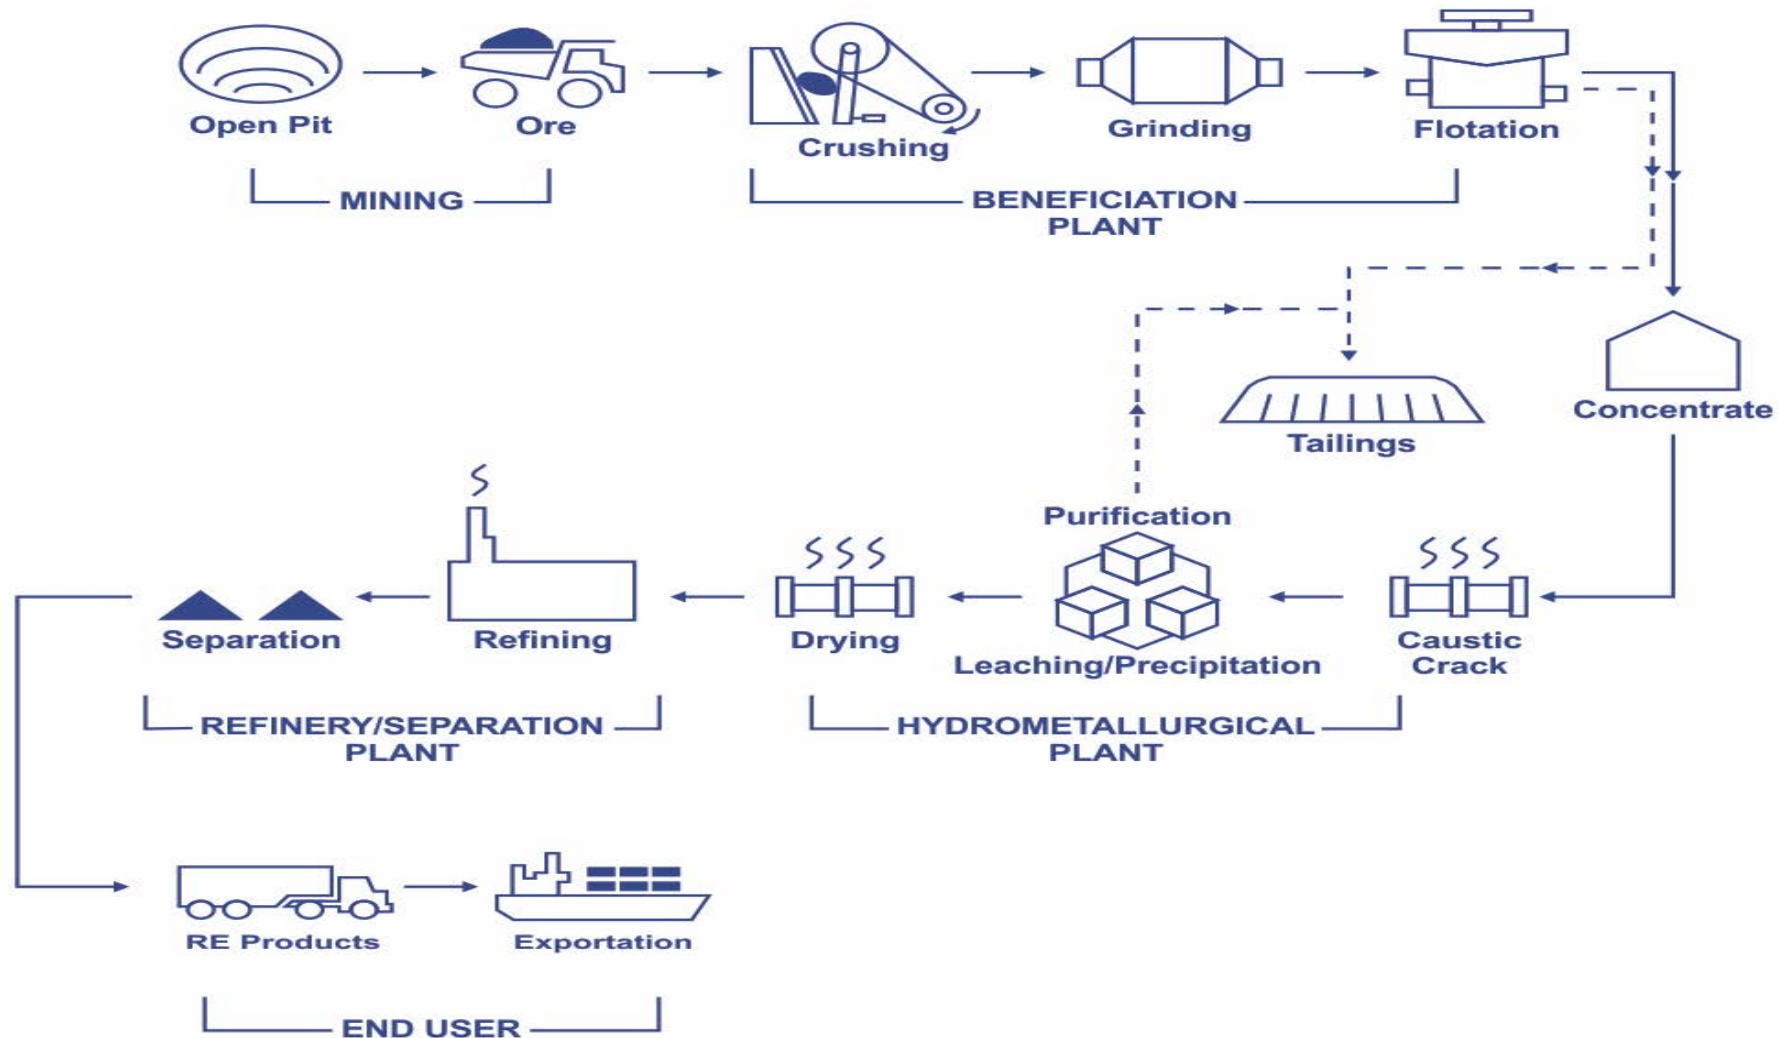 Open Pit
Ore
Crushing
Grinding
Flotation
MINING
BENEFICIATION
PLANT
Concentrate
Tailings
Purification
Separation
Refining
Drying
Leaching/Precipitation
Caustic
Crack
REFINERY/SEPARATION
PLANT
HYDROMETALLURGICAL
PLANT
RE Products
Exportation
END USER